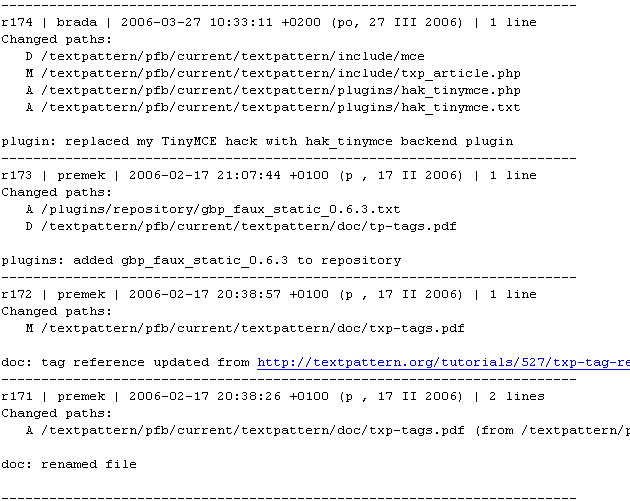 ------------------------------------------------------------------------
r174 | brada | 2006-03-27 10:33:11 +0200 (po, 27 III 2006) | 1 line
Changed paths:
   D /textpattern/pfb/current/textpattern/include/mce
   M /textpattern/pfb/current/textpattern/include/txp_article.php
   A /textpattern/pfb/current/textpattern/plugins/hak_tinymce.php
   A /textpattern/pfb/current/textpattern/plugins/hak_tinymce.txt

plugin: replaced my TinyMCE hack with hak_tinymce backend plugin
------------------------------------------------------------------------
r173 | premek | 2006-02-17 21:07:44 +0100 (p , 17 II 2006) | 1 line
Changed paths:
   A /plugins/repository/gbp_faux_static_0.6.3.txt
   D /textpattern/pfb/current/textpattern/doc/tp-tags.pdf

plugins: added gbp_faux_static_0.6.3 to repository
------------------------------------------------------------------------
r172 | premek | 2006-02-17 20:38:57 +0100 (p , 17 II 2006) | 1 line
Changed paths:
   M /textpattern/pfb/current/textpattern/doc/txp-tags.pdf

doc: tag reference updated from http://textpattern.org/tutorials/527/txp-tag-re
------------------------------------------------------------------------
r171 | premek | 2006-02-17 20:38:26 +0100 (p , 17 II 2006) | 2 lines
Changed paths:
   A /textpattern/pfb/current/textpattern/doc/txp-tags.pdf (from /textpattern/p

doc: renamed file

------------------------------------------------------------------------